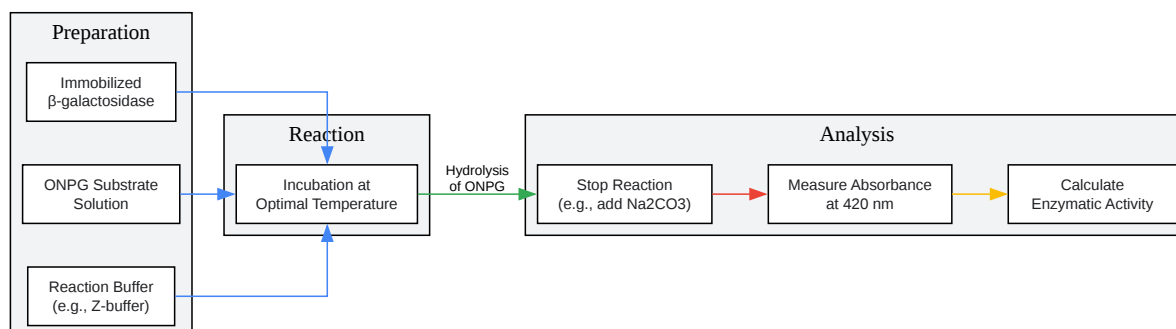 Preparation
Immobilized
β-galactosidase
ONPG Substrate
Solution
Reaction Buffer
(e.g., Z-buffer)
Reaction
Incubation at
Optimal Temperature
Hydrolysis
of ONPG
Analysis
Stop Reaction
(e.g., add Na2CO3)
Measure Absorbance
at 420 nm
Calculate
Enzymatic Activity